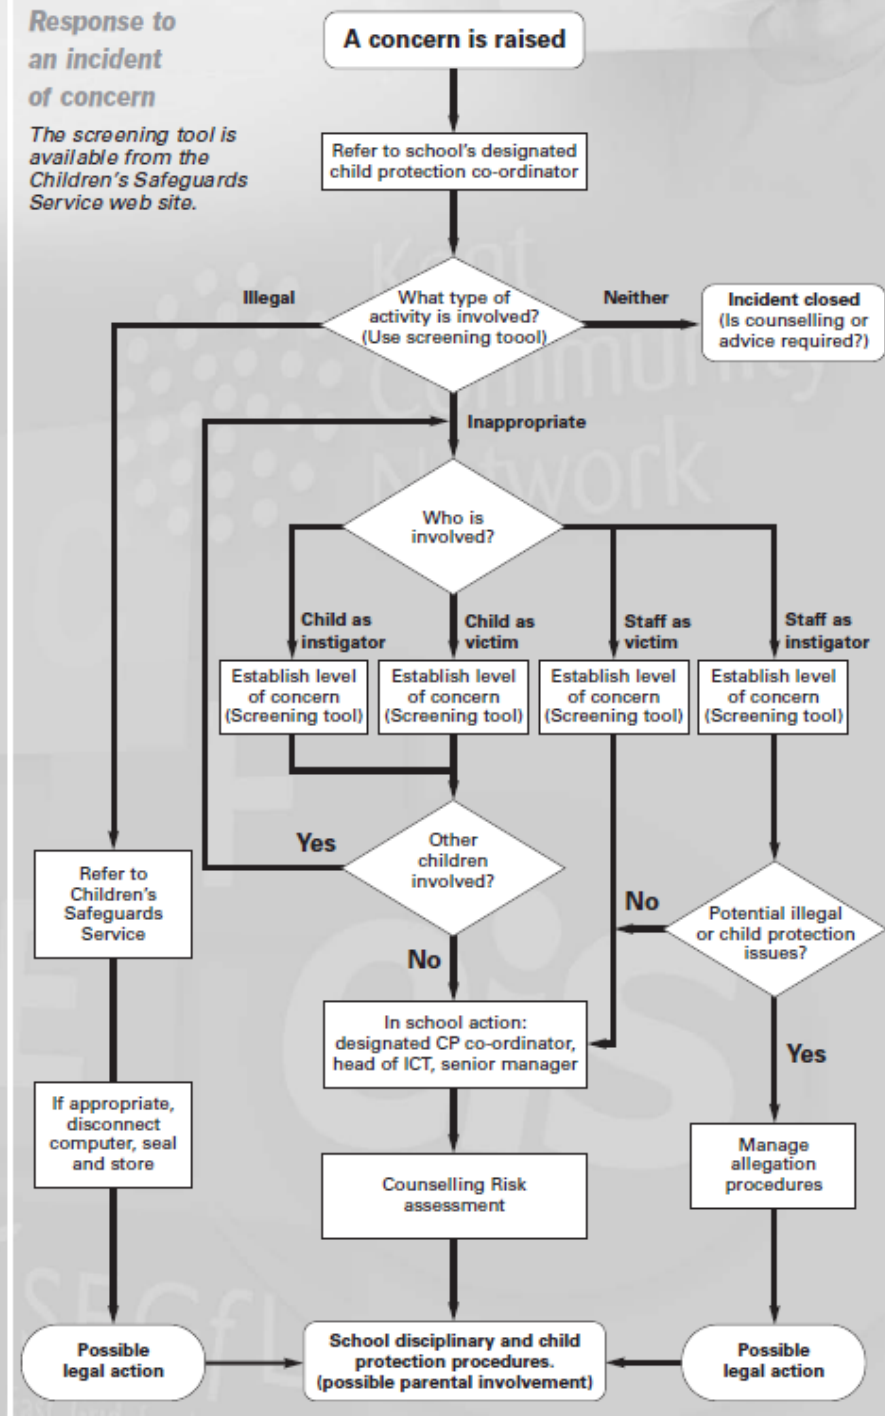 Response to
an incident
of concern
The screening tool is
available from the
Children's Safeguards
Service web site.
A concern is raised
Refer to school's designated
child protection co-ordinator
Illegal
What type of
activity is involved?
(Use screening toool)
Neither
Incident closed
(Is counselling or
advice required?)
Kent
Community
Network
Inappropriate
Who is
involved?
Child as
instigator
Child as
victim
Staff as
victim
Staff as
instigator
Establish level
of concern
(Screening tool)
Establish level
of concern
(Screening tool)
Establish level
of concern
(Screening tool)
Establish level
of concern
(Screening tool)
Yes
Other
children
involved?
No
Potential illegal
or child protection
issues?
Refer to
Children's
Safeguards
Service
No
In school action:
designated CP co-ordinator,
head of ICT, senior manager
Yes
cis
If appropriate,
disconnect
computer, seal
and store
Counselling Risk
assessment
Manage
allegation
procedures
SEGfL
Possible
legal action
School disciplinary and child
protection procedures.
(possible parental involvement)
Possible
legal action